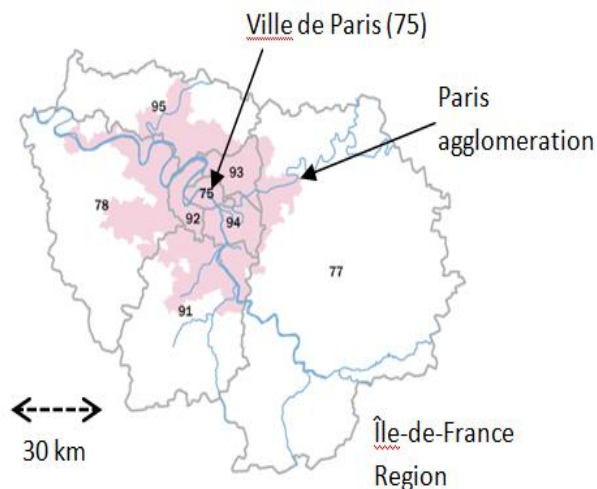 Ville de Paris (75)
Paris
agglomeration
95
93
75
78
92
94
77
91
30 km
Île-de-France
Region